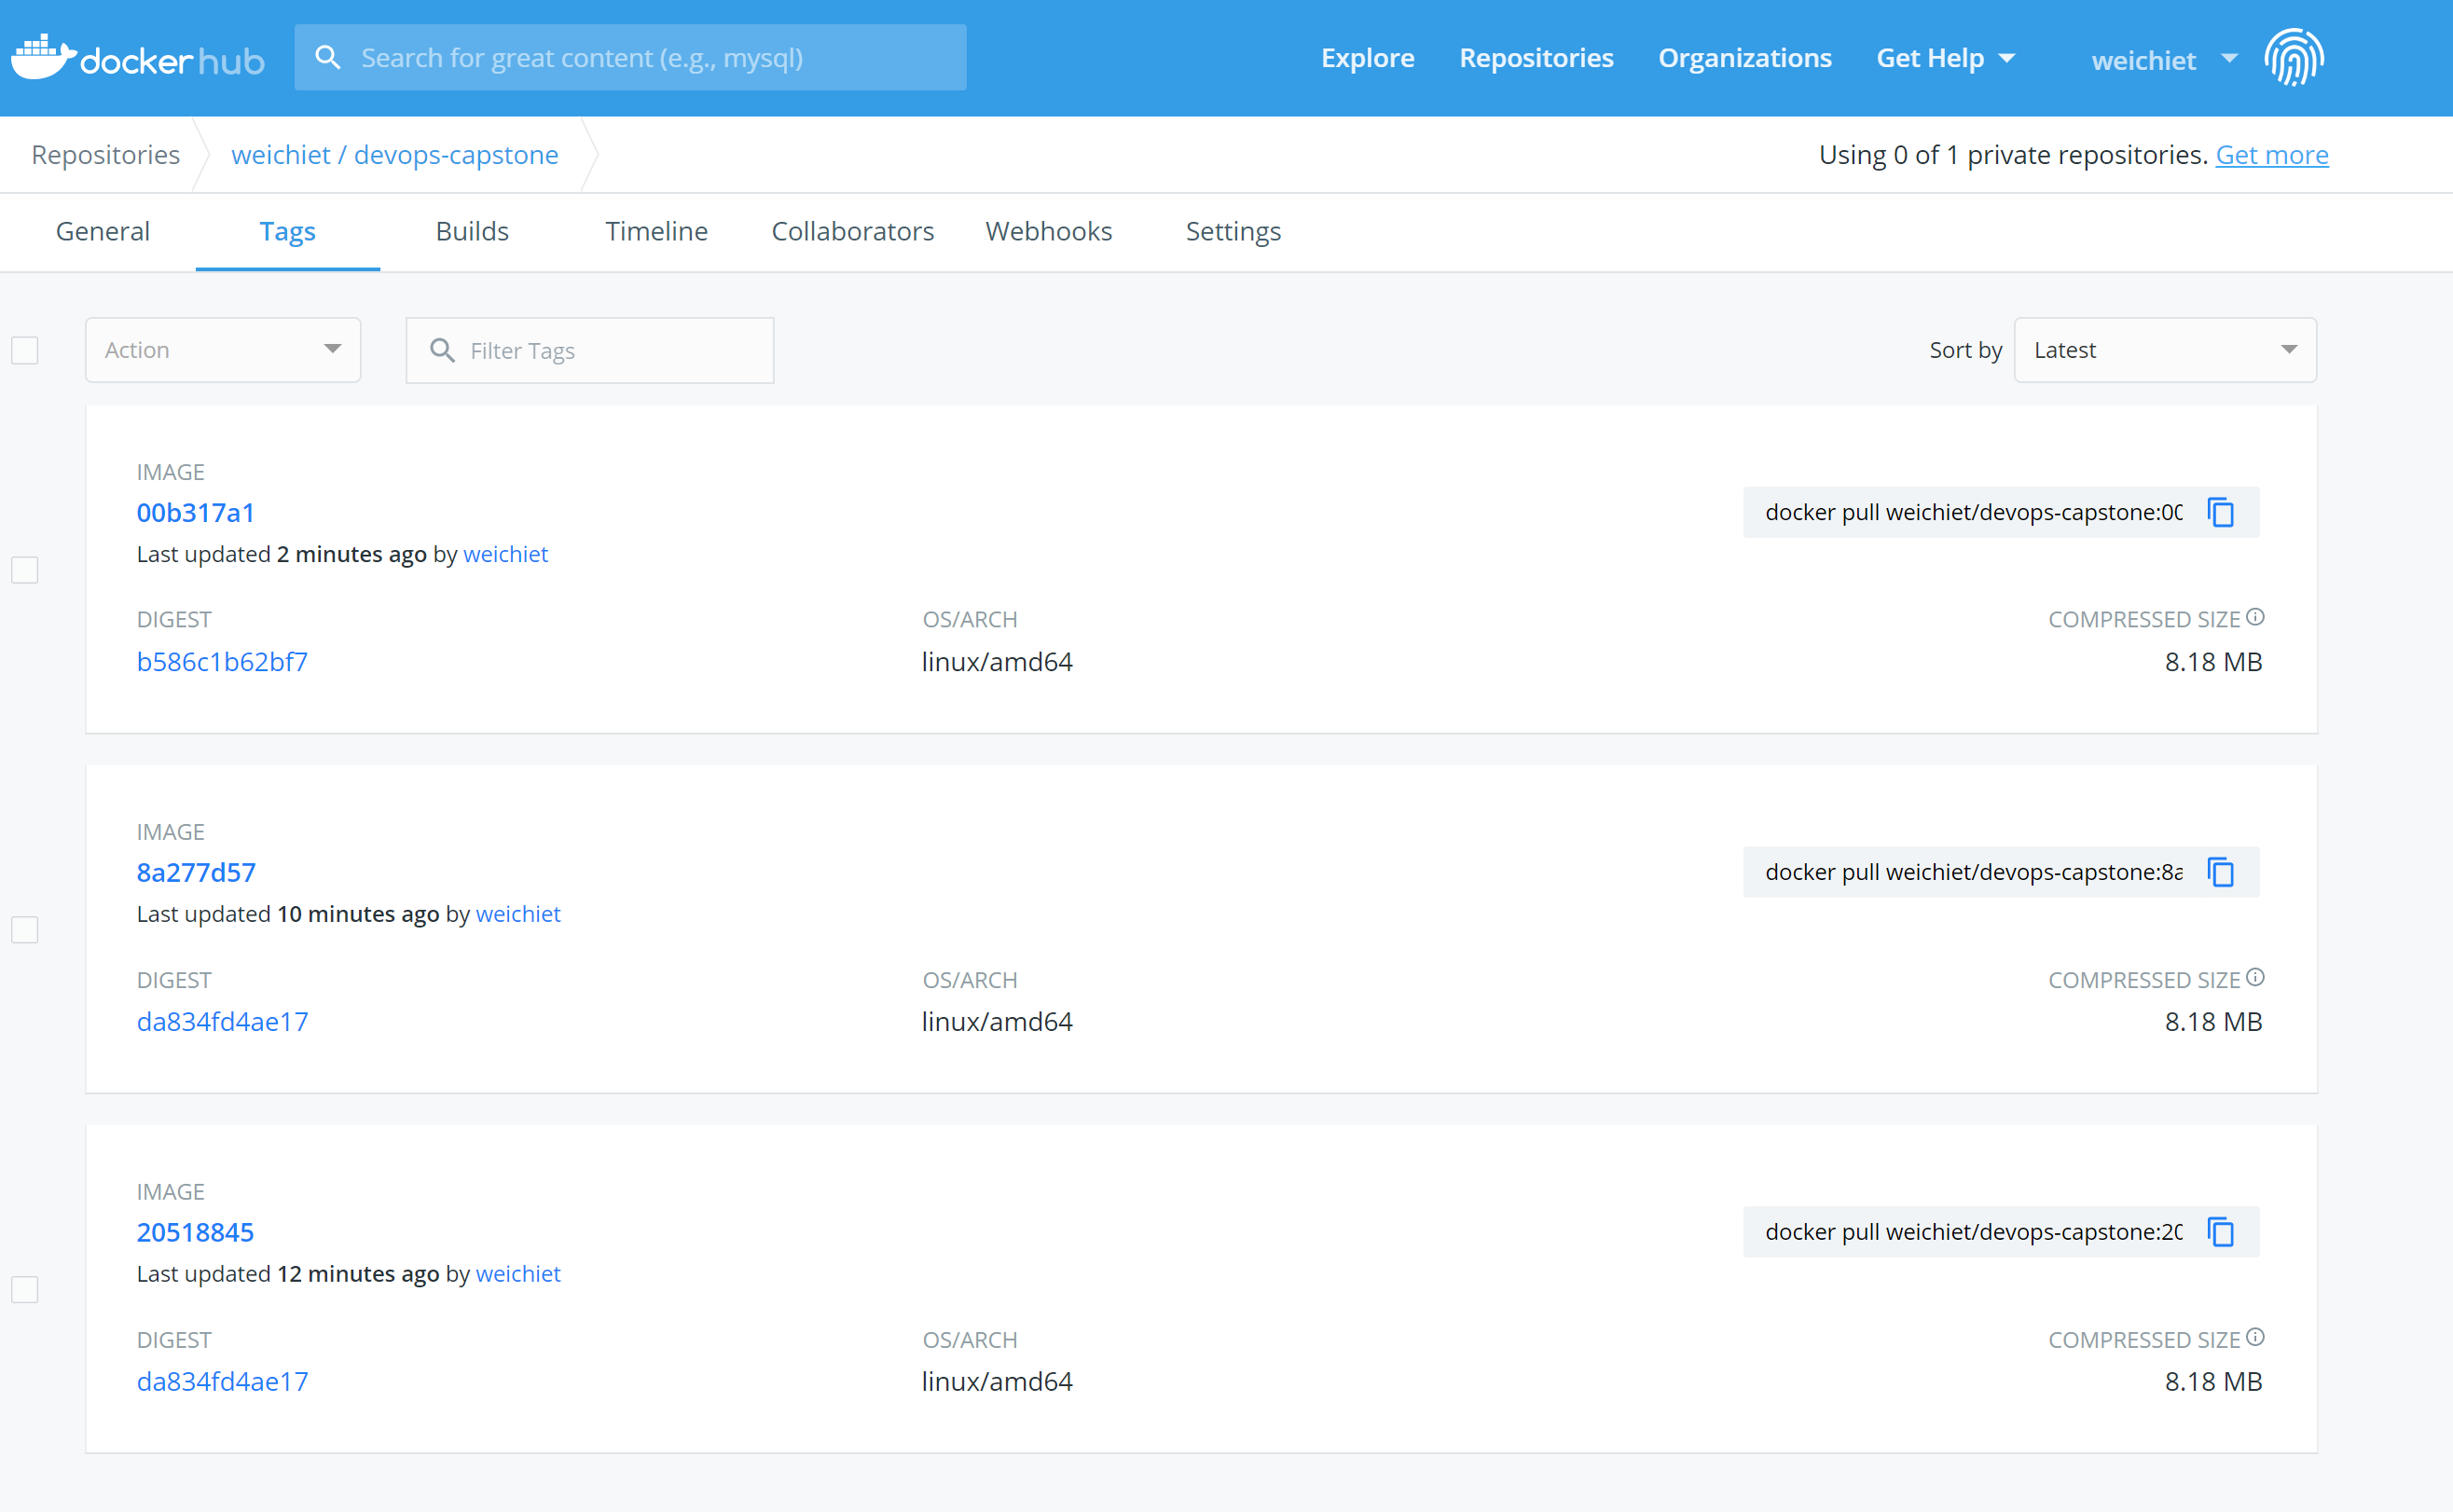 docker hub
Search for great content (e.g., mysql)
Explore
Repositories
Organizations
Get Help
weichiet
Repositories
weichiet / devops-capstone
Using 0 of 1 private repositories. Get more
General
Tags
Builds
Timeline
Collaborators
Webhooks
Settings
Action
Filter Tags
Sort by
Latest
IMAGE
00b317a1
docker pull weichiet/devops-capstone:00
Last updated 2 minutes ago by weichiet
DIGEST
OS/ARCH
COMPRESSED SIZE
b586c1b62bf7
linux/amd64
8.18 MB
IMAGE
8a277d57
docker pull weichiet/devops-capstone:8a
Last updated 10 minutes ago by weichiet
DIGEST
OS/ARCH
COMPRESSED SIZE
da834fd4ae17
linux/amd64
8.18 MB
IMAGE
20518845
docker pull weichiet/devops-capstone:20
Last updated 12 minutes ago by weichiet
DIGEST
OS/ARCH
COMPRESSED SIZE
da834fd4ae17
linux/amd64
8.18 MB